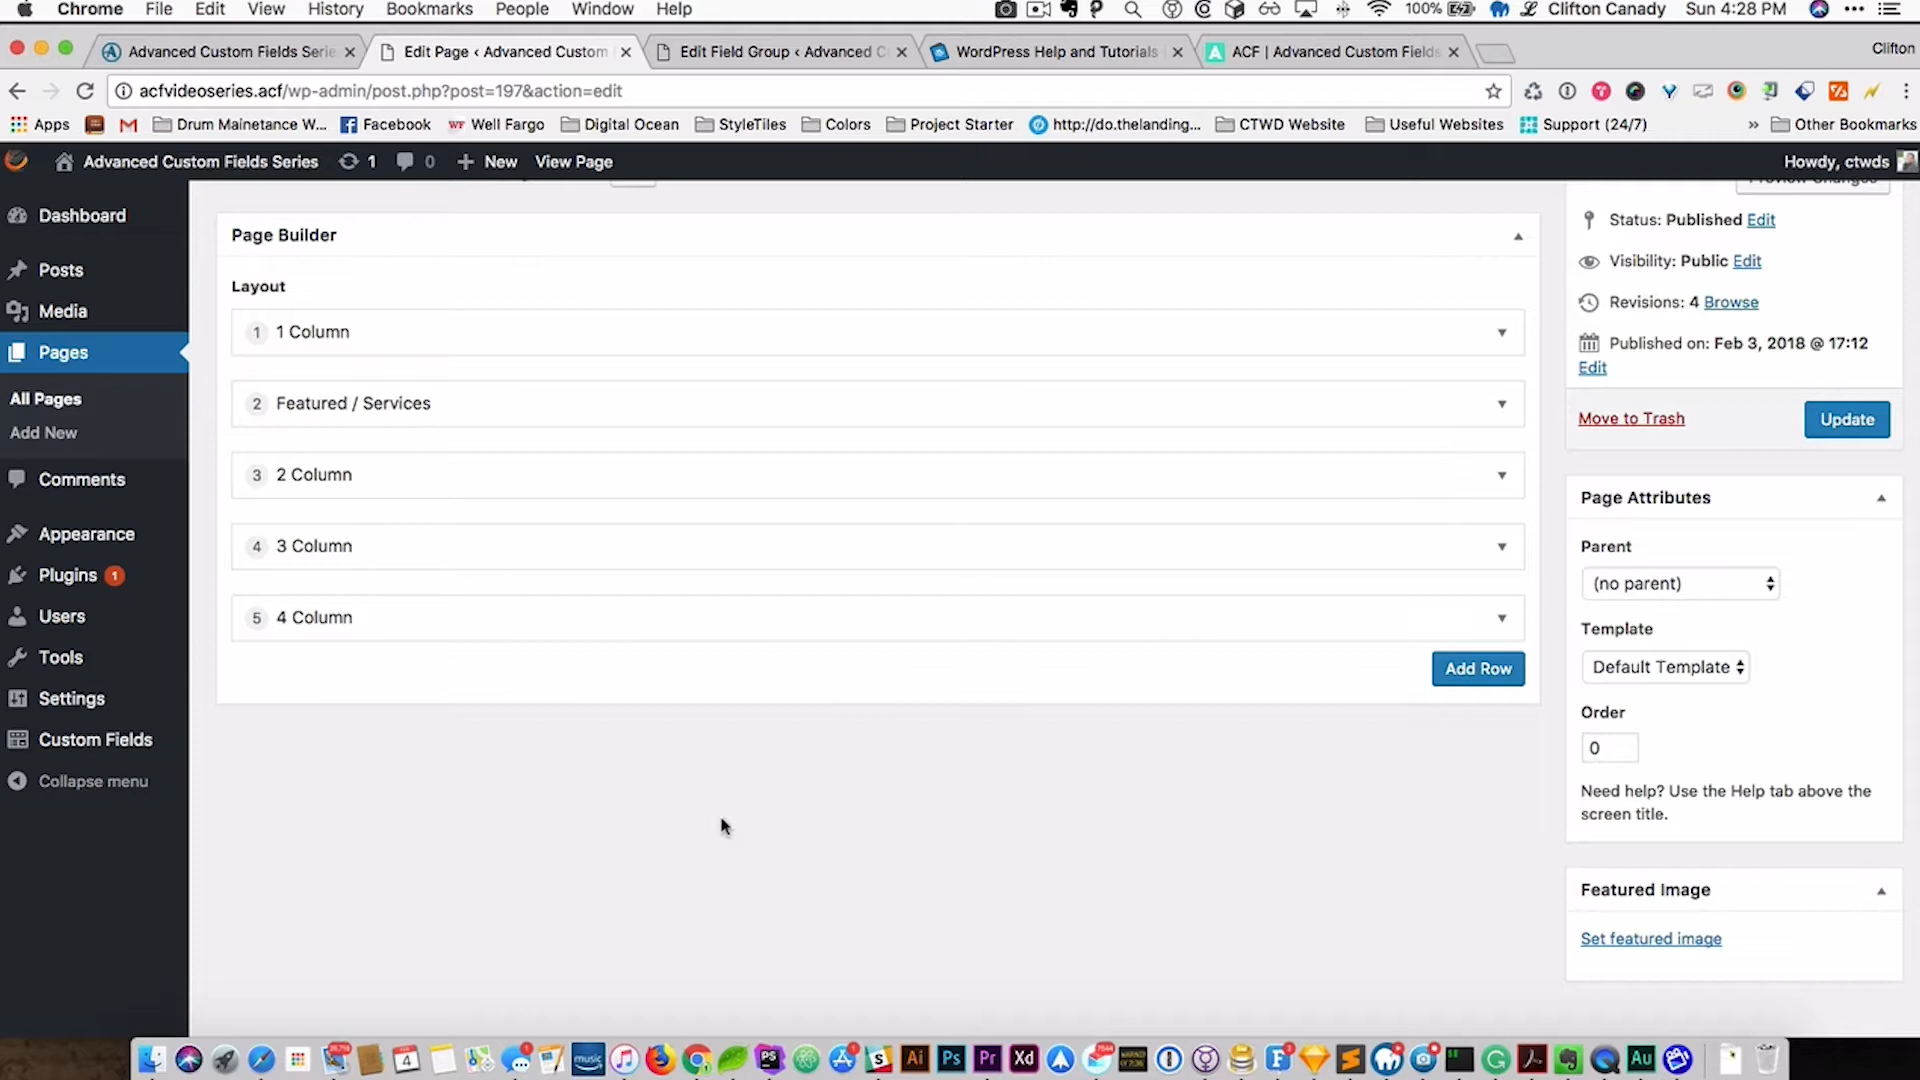 Chrome File Edit View History Bookmarks People Window Help 100% Clifton Canady Sun 4:28 PM
Advanced Custom Fields Serie Edit Page ‹ Advanced Custom Edit Field Group ‹ Advanced C WordPress Help and Tutorials ACF | Advanced Custom Fields Clifton
acfvideoseries.acf/wp-admin/post.php?post=197&action=edit
Apps Drum Mainetance W... Facebook Well Fargo Digital Ocean StyleTiles Colors Project Starter http://do.thelanding... CTWD Website Useful Websites Support (24/7) » Other Bookmarks
Advanced Custom Fields Series 1 0 + New View Page Howdy, ctwds
Dashboard
Posts
Media
Pages
All Pages
Add New
Comments
Appearance
Plugins 1
Users
Tools
Settings
Custom Fields
Collapse menu
Page Builder
Layout
1 1 Column
2 Featured / Services
3 2 Column
4 3 Column
5 4 Column
Add Row
Status: Published Edit
Visibility: Public Edit
Revisions: 4 Browse
Published on: Feb 3, 2018 @ 17:12
Edit
Move to Trash Update
Page Attributes
Parent
(no parent)
Template
Default Template
Order
0
Need help? Use the Help tab above the
screen title.
Featured Image
Set featured image
4 music PS S Ai Ps Pr Xd F Au